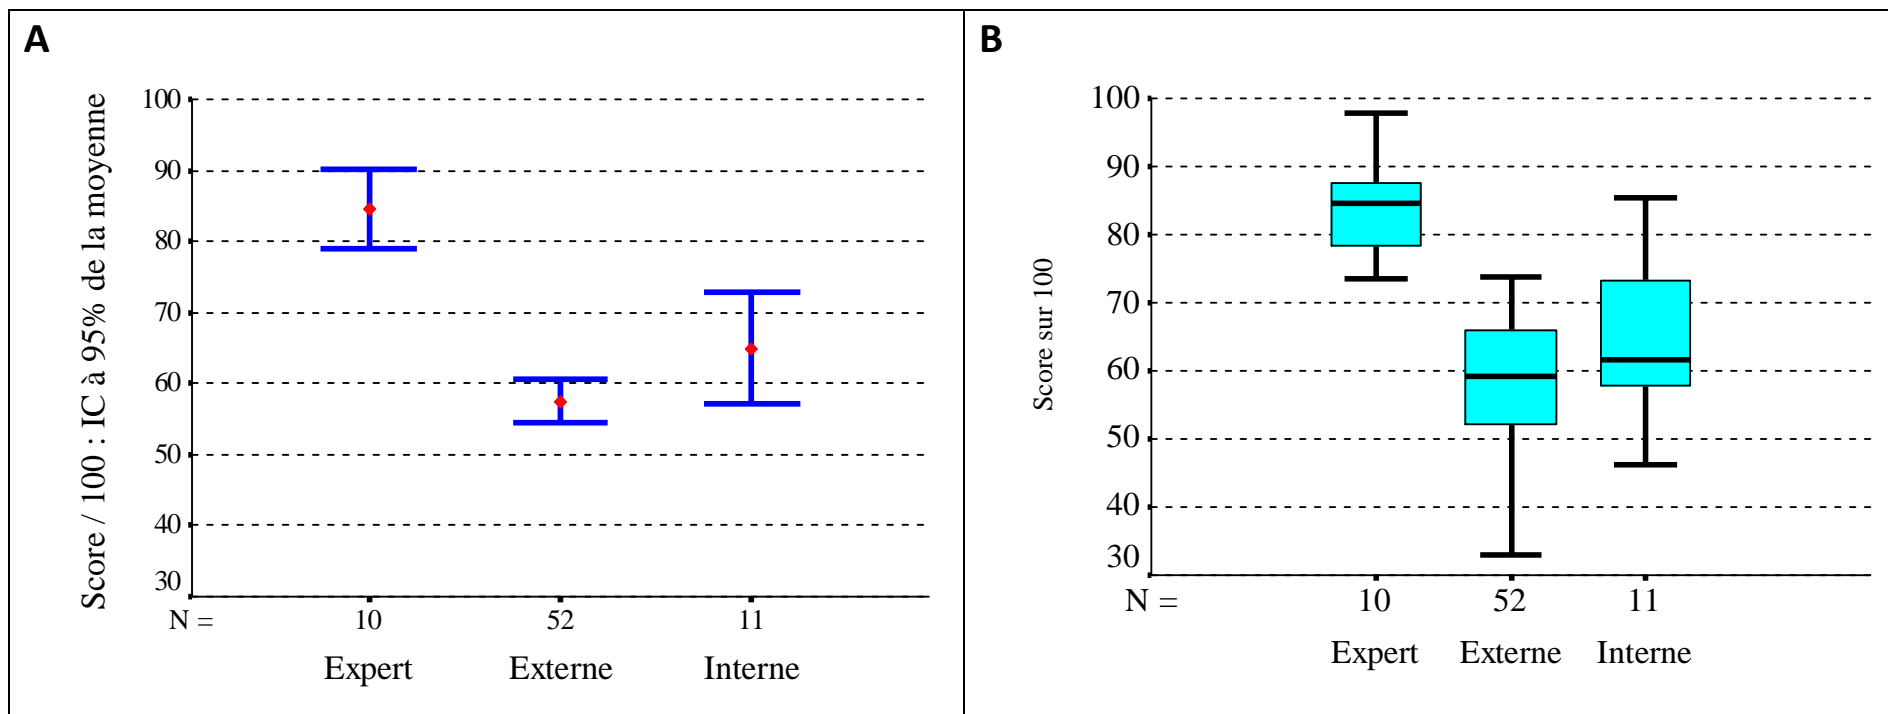 A
Score / 100 : IC à 95% de la moyenne
100
90
80
70
60
50
40
30
N =
10
52
11
Expert
Externe
Interne
B
Score sur 100
100
90
80
70
60
50
40
30
N =
10
52
11
Expert
Externe
Interne